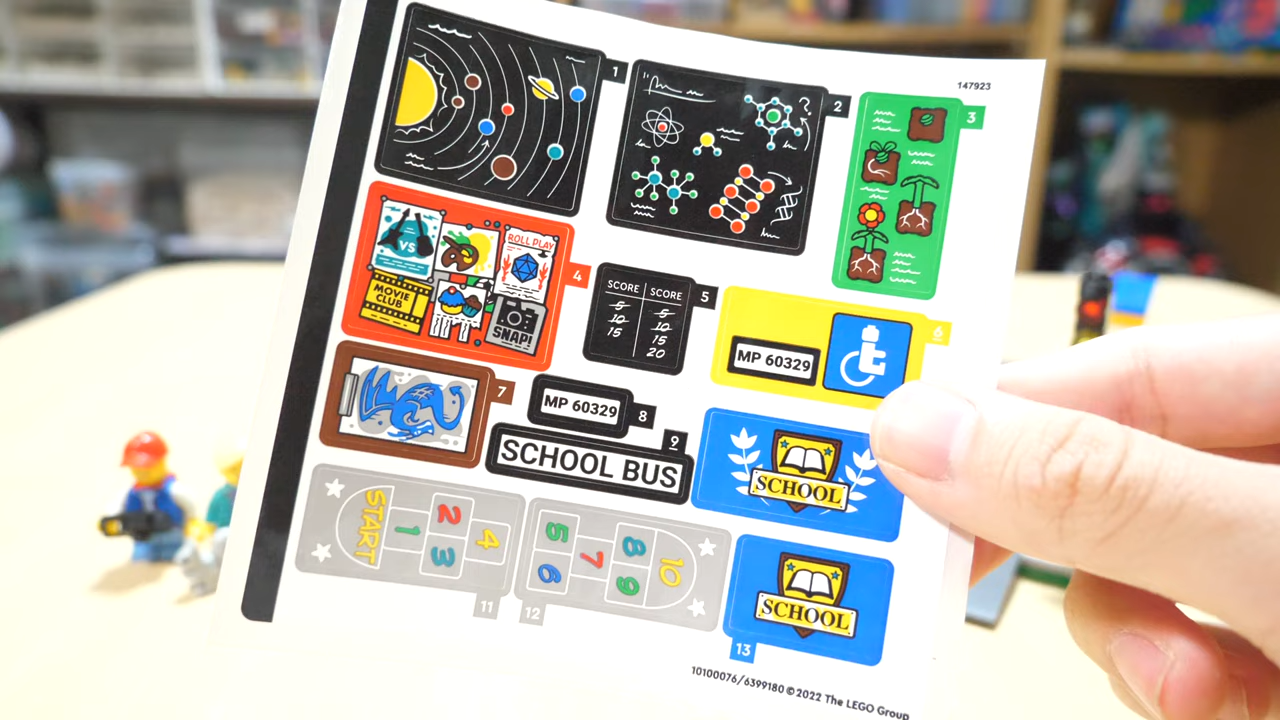 147923
1
2
?
3
VS
ROLL PLAY
MOVIE
CLUB
SNAP!
4
SCORE SCORE
5 5
10 10
15 15
20
5
MP 60329
6
7
MP 60329
8
9
SCHOOL BUS
SCHOOL
START
1
2
3
4
11
5
6
7
8
9
10
12
SCHOOL
13
10100076/6399180 © 2022 The LEGO Group